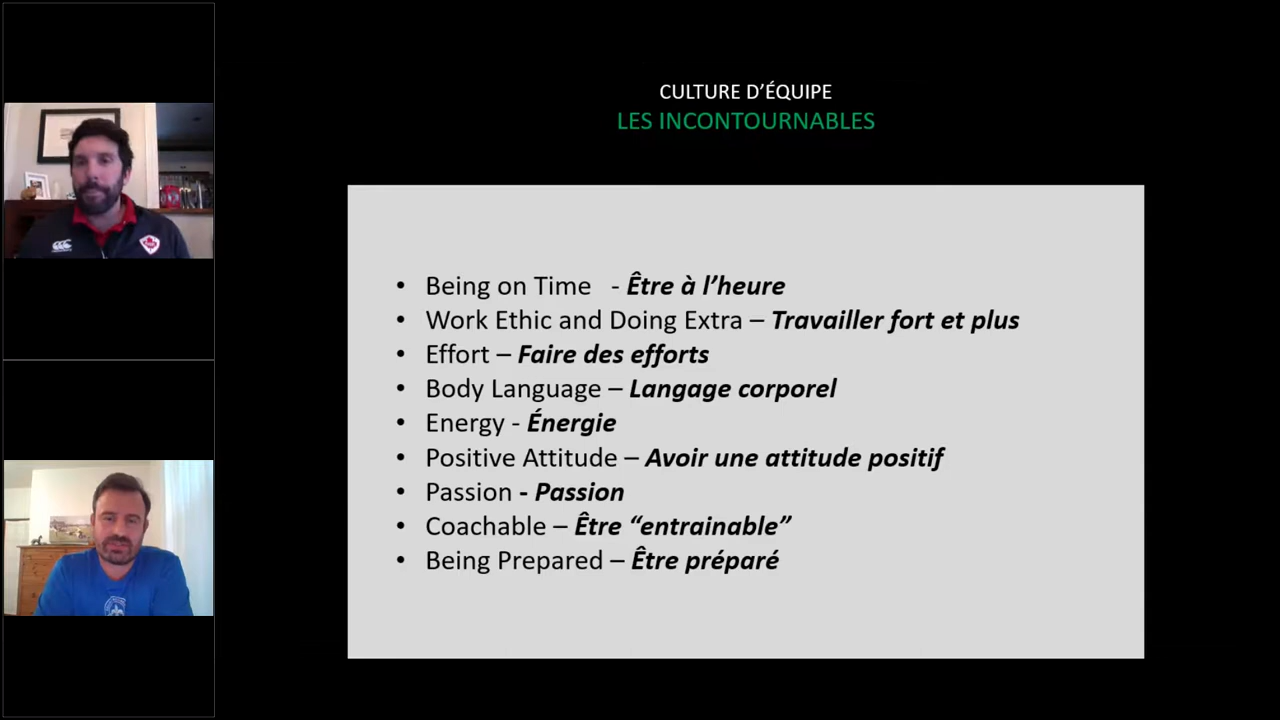 CULTURE D'ÉQUIPE
LES INCONTOURNABLES
• Being on Time - Être à l'heure
• Work Ethic and Doing Extra – Travailler fort et plus
• Effort – Faire des efforts
• Body Language – Langage corporel
• Energy - Énergie
• Positive Attitude – Avoir une attitude positif
• Passion - Passion
• Coachable – Être “entrainable”
• Being Prepared – Être préparé